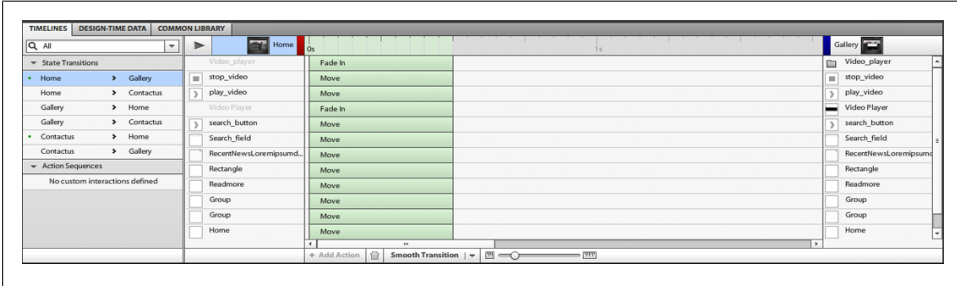 TIMELINES DESIGN-TIME DATA COMMON LIBRARY
All Home 0s 1s Gallery
State Transitions Video_player Fade In Video_player
Home > Gallery stop_video Move stop_video
Home > Contactus play_video Move play_video
Gallery > Home Video Player Fade In Video Player
Gallery > Contactus search_button Move search_button
Contactus > Home Search_field Move Search_field
Contactus > Gallery RecentNewsLoremipsumd... Move RecentNewsLoremipsumd
Action Sequences Rectangle Move Rectangle
No custom interactions defined Readmore Move Readmore
Group Move Group
Group Move Group
Home Move Home
+ Add Action Smooth Transition